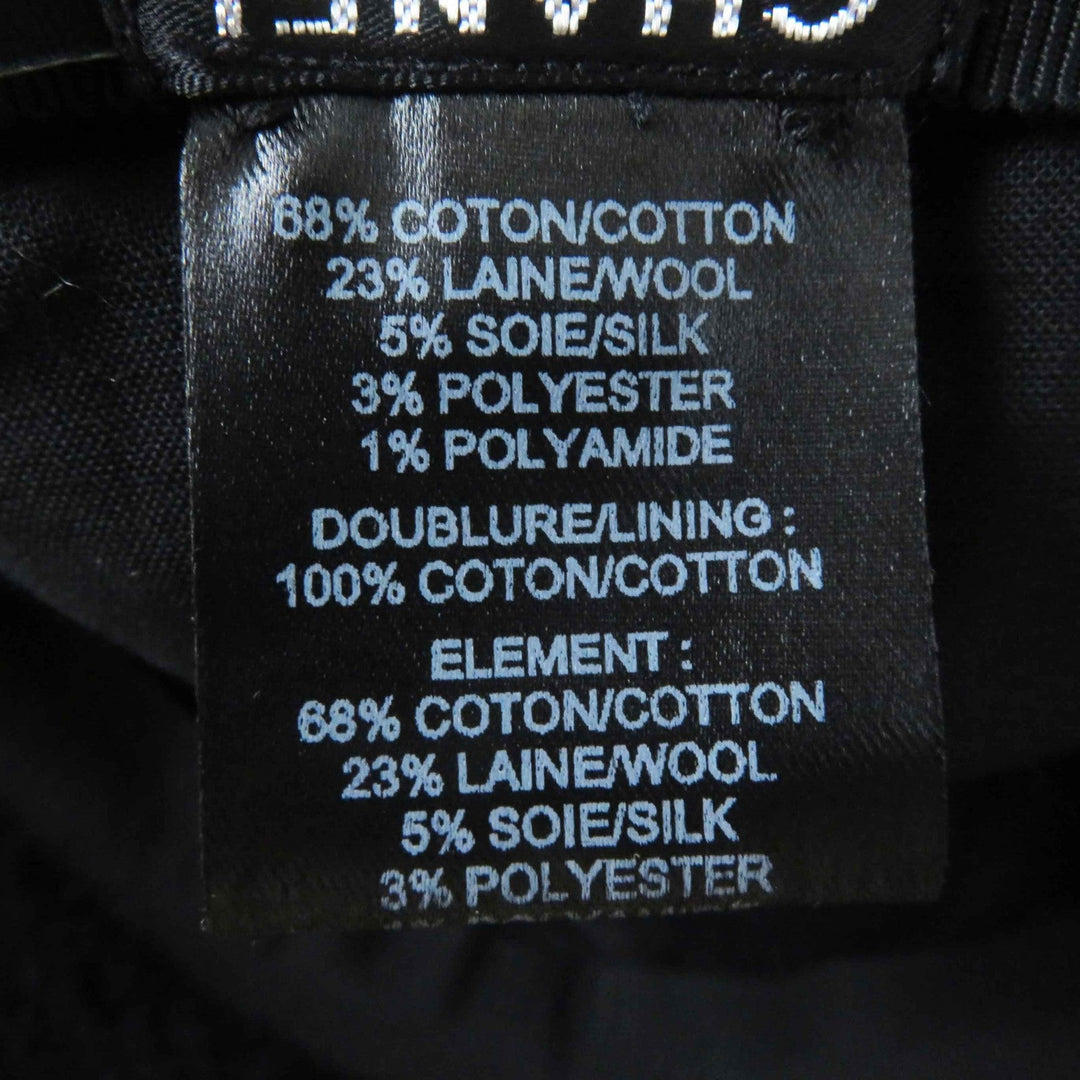 CHANEL
68% COTON/COTTON
23% LAINE/WOOL
5% SOIE/SILK
3% POLYESTER
1% POLYAMIDE
DOUBLURE/LINING :
100% COTON/COTTON
ELEMENT :
68% COTON/COTTON
23% LAINE/WOOL
5% SOIE/SILK
3% POLYESTER